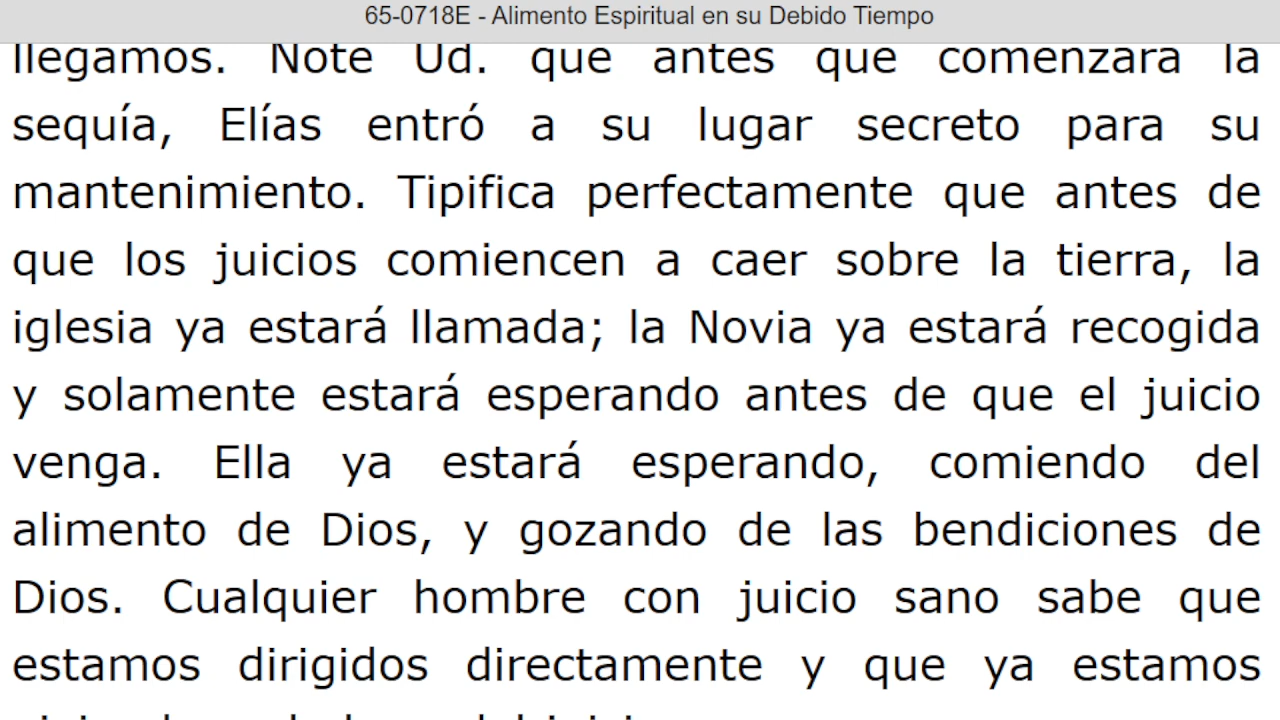 65-0718E - Alimento Espiritual en su Debido Tiempo
llegamos. Note Ud. que antes que comenzara la
sequía, Elías entró a su lugar secreto para su
mantenimiento. Tipifica perfectamente que antes de
que los juicios comiencen a caer sobre la tierra, la
iglesia ya estará llamada; la Novia ya estará recogida
y solamente estará esperando antes de que el juicio
venga. Ella ya estará esperando, comiendo del
alimento de Dios, y gozando de las bendiciones de
Dios. Cualquier hombre con juicio sano sabe que
estamos dirigidos directamente y que ya estamos